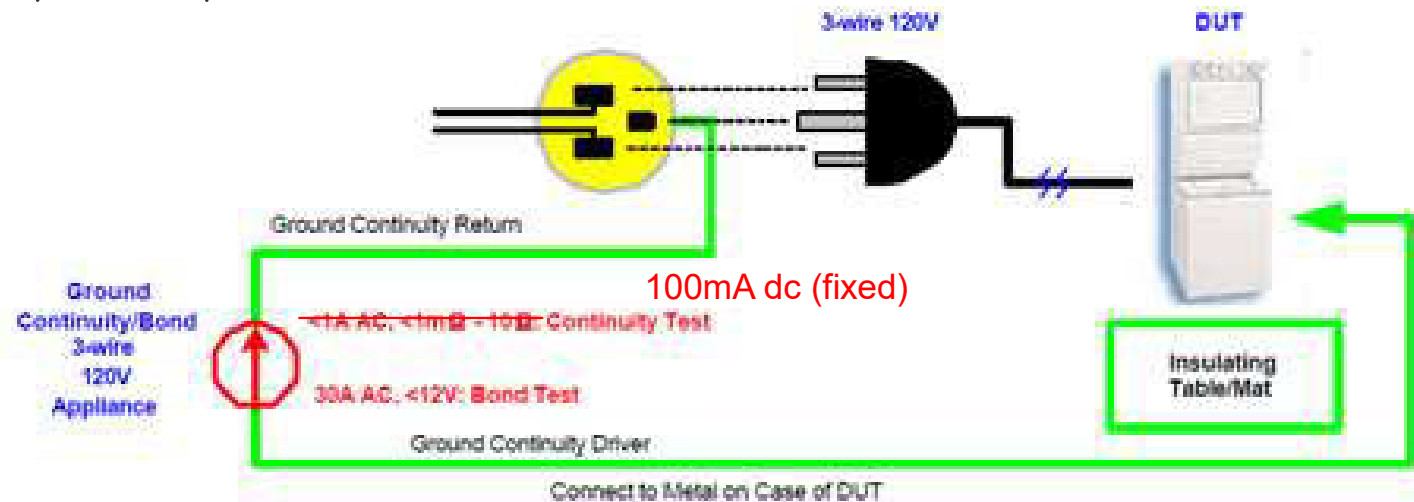 3-wire 120V
DUT
Ground Continuity Return
100mA dc (fixed)
Ground
Continuity/Bond
3-wire
120V
Appliance
<1A AC, <1mΩ - 10Ω: Continuity Test
30A AC, <12V: Bond Test
Insulating
Table/Mat
Ground Continuity Driver
Connect to Metal on Case of DUT